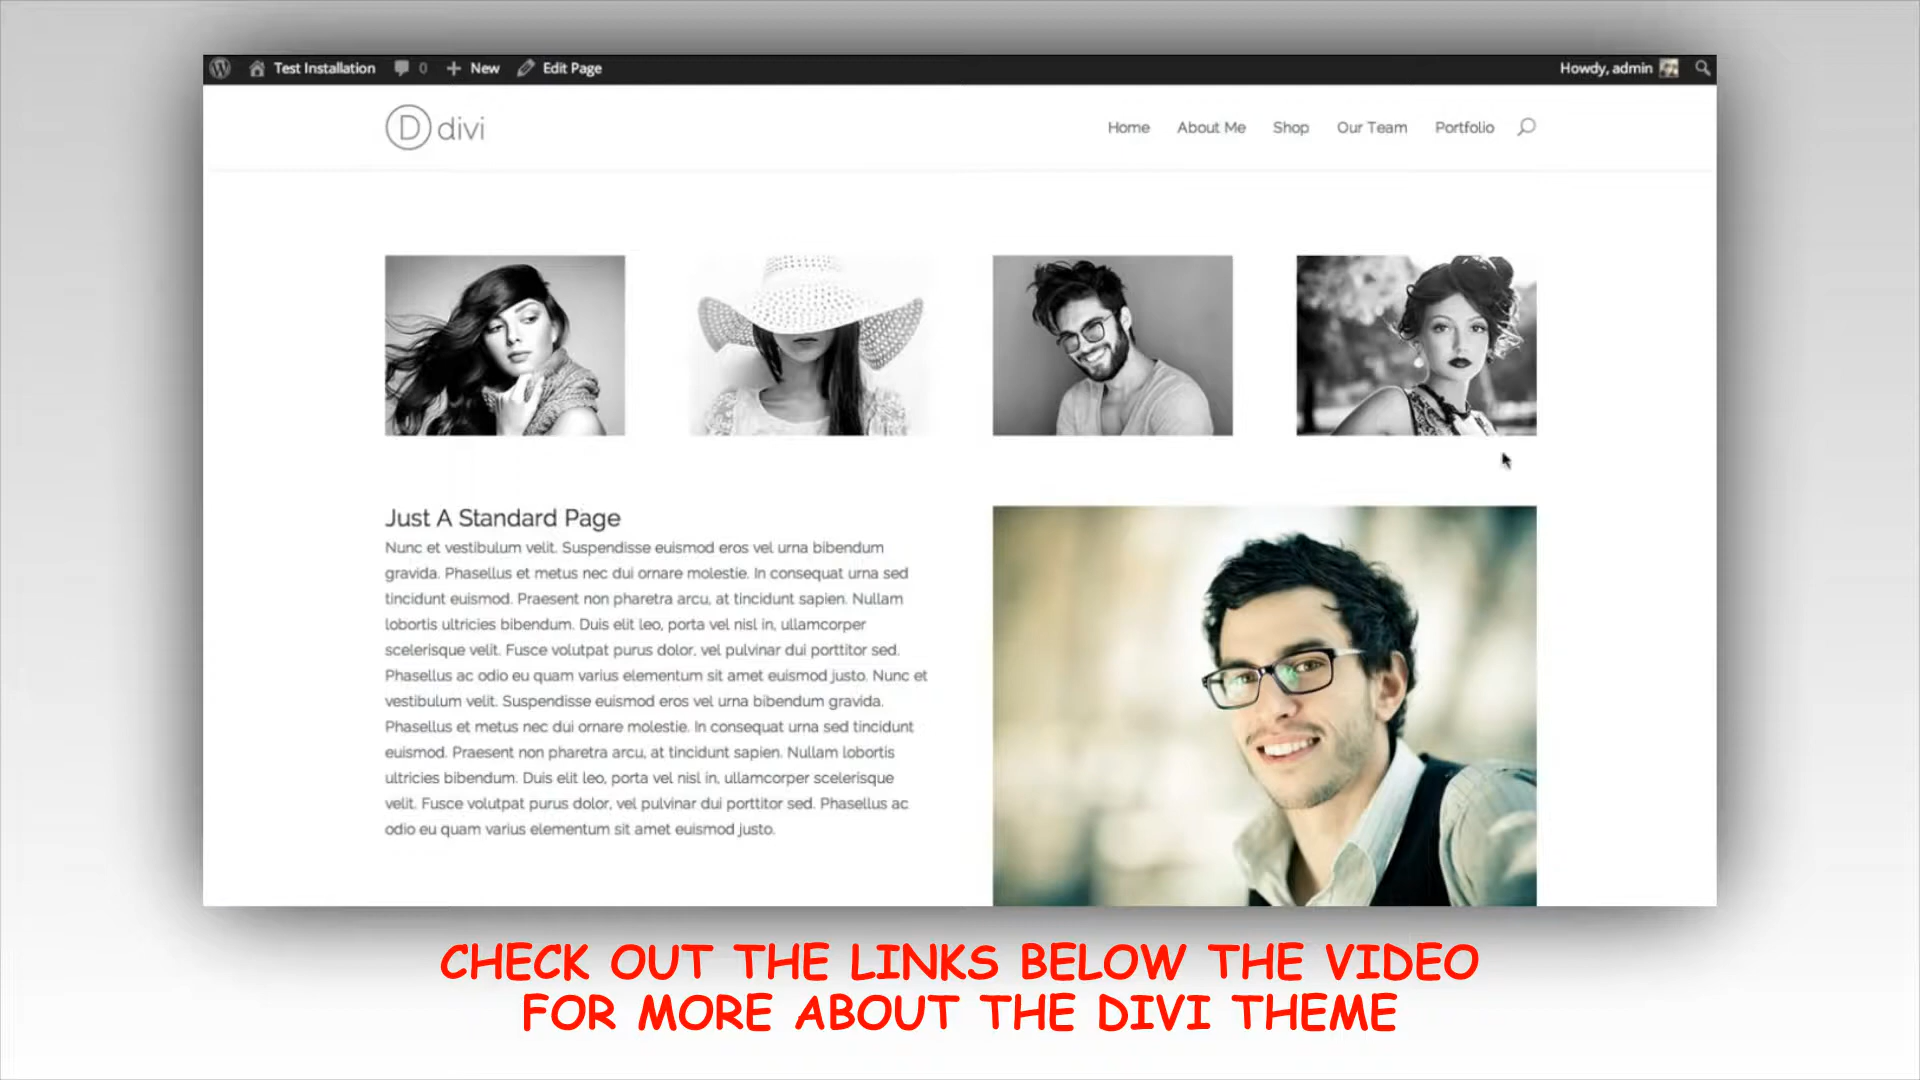 Test Installation 0 New Edit Page Howdy, admin
D divi Home About Me Shop Our Team Portfolio
Just A Standard Page
Nunc et vestibulum velit. Suspendisse euismod eros vel urna bibendum
gravida. Phasellus et metus nec dui ornare molestie. In consequat urna sed
tincidunt euismod. Praesent non pharetra arcu, at tincidunt sapien. Nullam
lobortis ultricies bibendum. Duis elit leo, porta vel nisl in, ullamcorper
scelerisque velit. Fusce volutpat purus dolor, vel pulvinar dui porttitor sed.
Phasellus ac odio eu quam varius elementum sit amet euismod justo. Nunc et
vestibulum velit. Suspendisse euismod eros vel urna bibendum gravida.
Phasellus et metus nec dui ornare molestie. In consequat urna sed tincidunt
euismod. Praesent non pharetra arcu, at tincidunt sapien. Nullam lobortis
ultricies bibendum. Duis elit leo, porta vel nisl in, ullamcorper scelerisque
velit. Fusce volutpat purus dolor, vel pulvinar dui porttitor sed. Phasellus ac
odio eu quam varius elementum sit amet euismod justo.
CHECK OUT THE LINKS BELOW THE VIDEO
FOR MORE ABOUT THE DIVI THEME